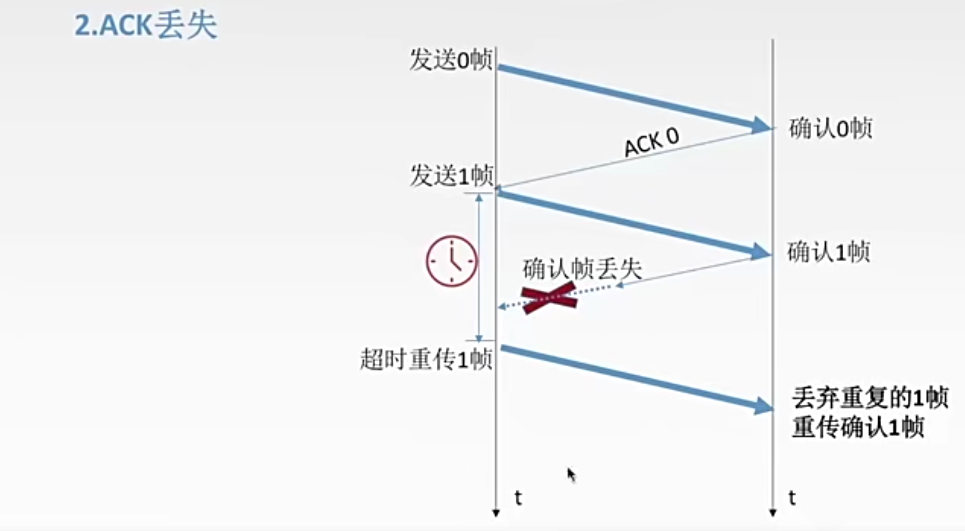 2.ACK丢失
发送0帧
确认0帧
ACK 0
发送1帧
确认1帧
确认帧丢失
超时重传1帧
丢弃重复的1帧
重传确认1帧
t
t